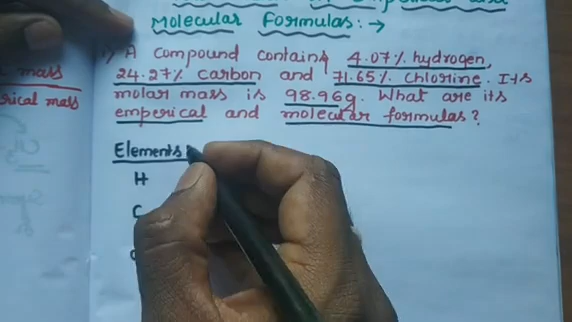 Molecular Formulas:→
1) A compound contains 4.07% hydrogen,
24.27% carbon and 71.65% chlorine. Its
molar mass is 98.96g. What are its
emperical and molecular formulas?
mass
rical mass
Elements
H
C